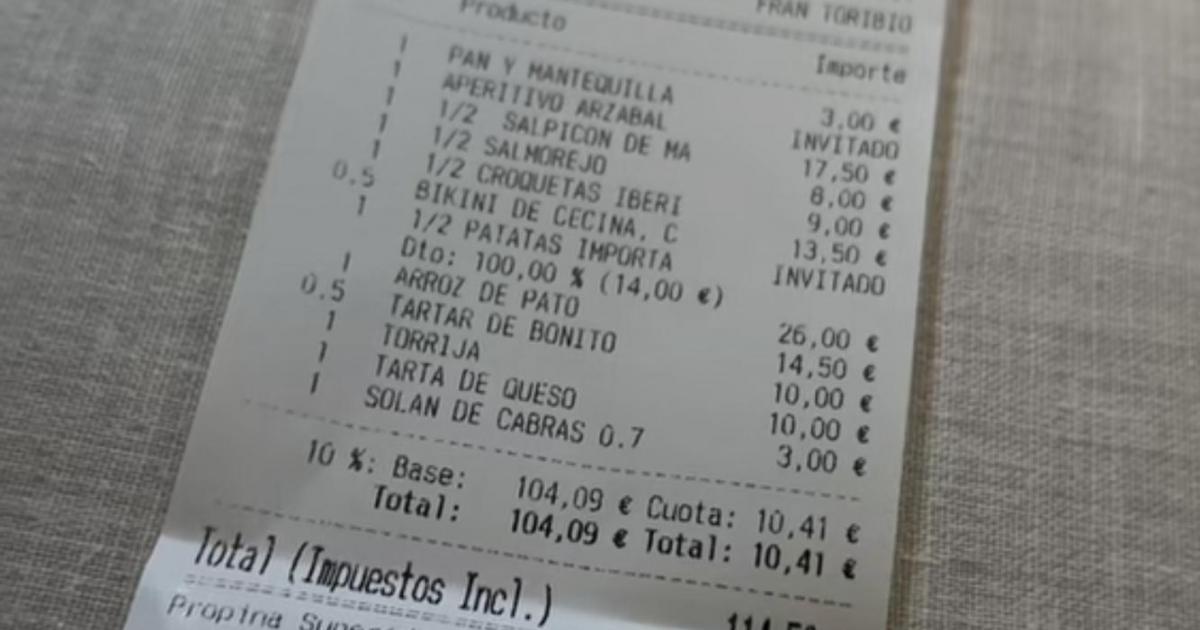 FRAN TORIBIO
Producto Importe
1 PAN Y MANTEQUILLA 3,00 €
1 APERITIVO ARZABAL INVITADO
1 1/2 SALPICON DE MA 17,50 €
1 1/2 SALMOREJO 8,00 €
1 1/2 CROQUETAS IBERI 9,00 €
0.5 BIKINI DE CECINA, C 13,50 €
1 1/2 PATATAS IMPORTA INVITADO
Dto: 100,00 % (14,00 €)
1 ARROZ DE PATO 26,00 €
0.5 TARTAR DE BONITO 14,50 €
1 TORRIJA 10,00 €
1 TARTA DE QUESO 10,00 €
1 SOLAN DE CABRAS 0.7 3,00 €
10 %: Base: 104,09 € Cuota: 10,41 €
Total: 104,09 € Total: 10,41 €
Total (Impuestos Incl.)
Propina